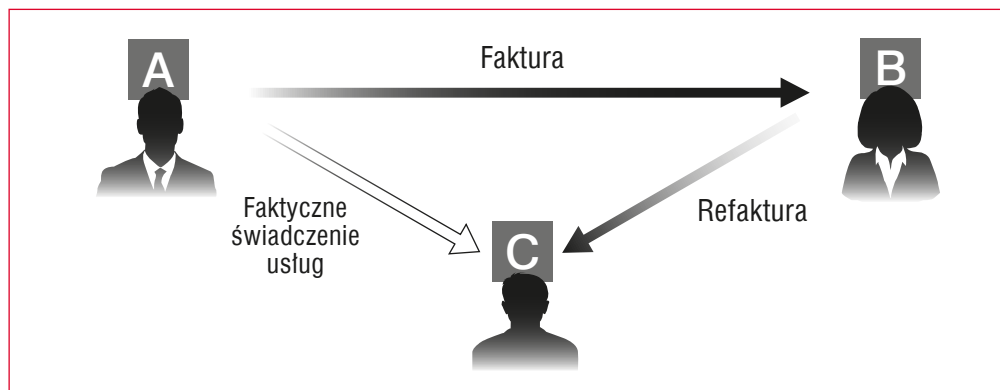 A
Faktura
B
Faktyczne
świadczenie
usług
Refaktura
C